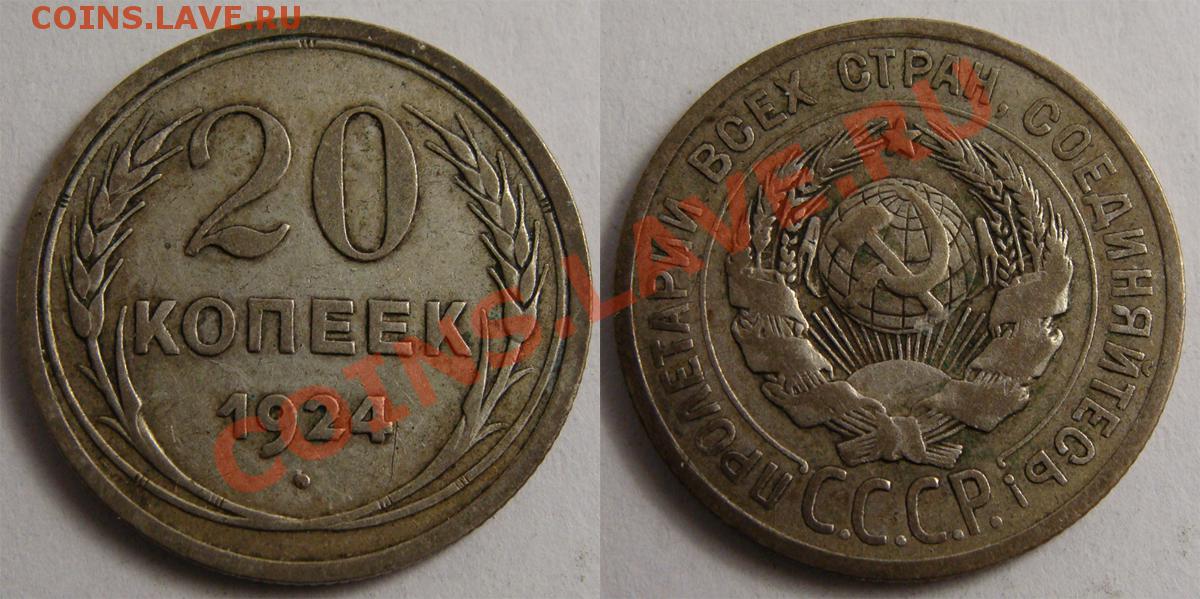 COINS.LAVE.RU
20
КОПЕЕК
1924
COINS.LAVE.RU
ПРОЛЕТАРИИ ВСЕХ СТРАН, СОЕДИНЯЙТЕСЬ!
С.С.С.Р.